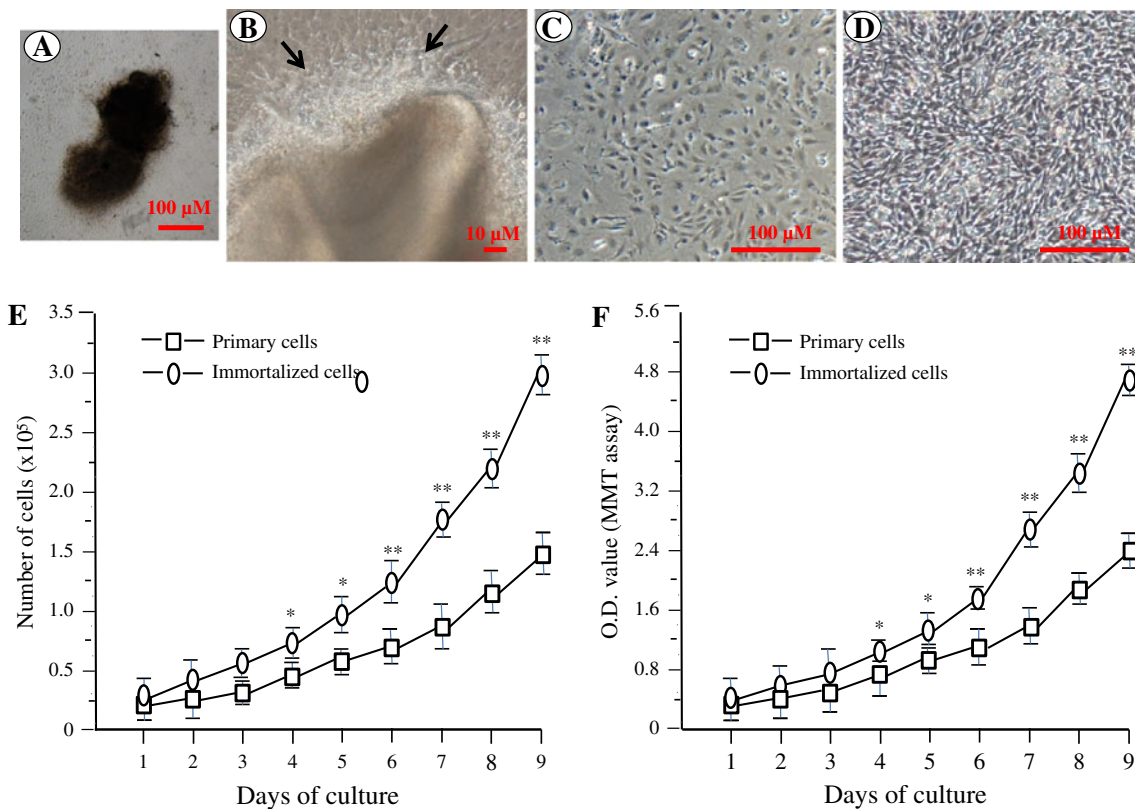 A
100 µM
B
10 µM
C
100 µM
D
100 µM
E
3.5
3.0
2.5
2.0
1.5
1.0
0.5
0
Number of cells (x10⁵)
Primary cells
Immortalized cells
*
*
**
**
**
**
1 2 3 4 5 6 7 8 9
Days of culture
F
5.6
4.8
4.0
3.2
2.4
1.6
0.8
0
O.D. value (MMT assay)
Primary cells
Immortalized cells
*
*
**
**
**
**
1 2 3 4 5 6 7 8 9
Days of culture